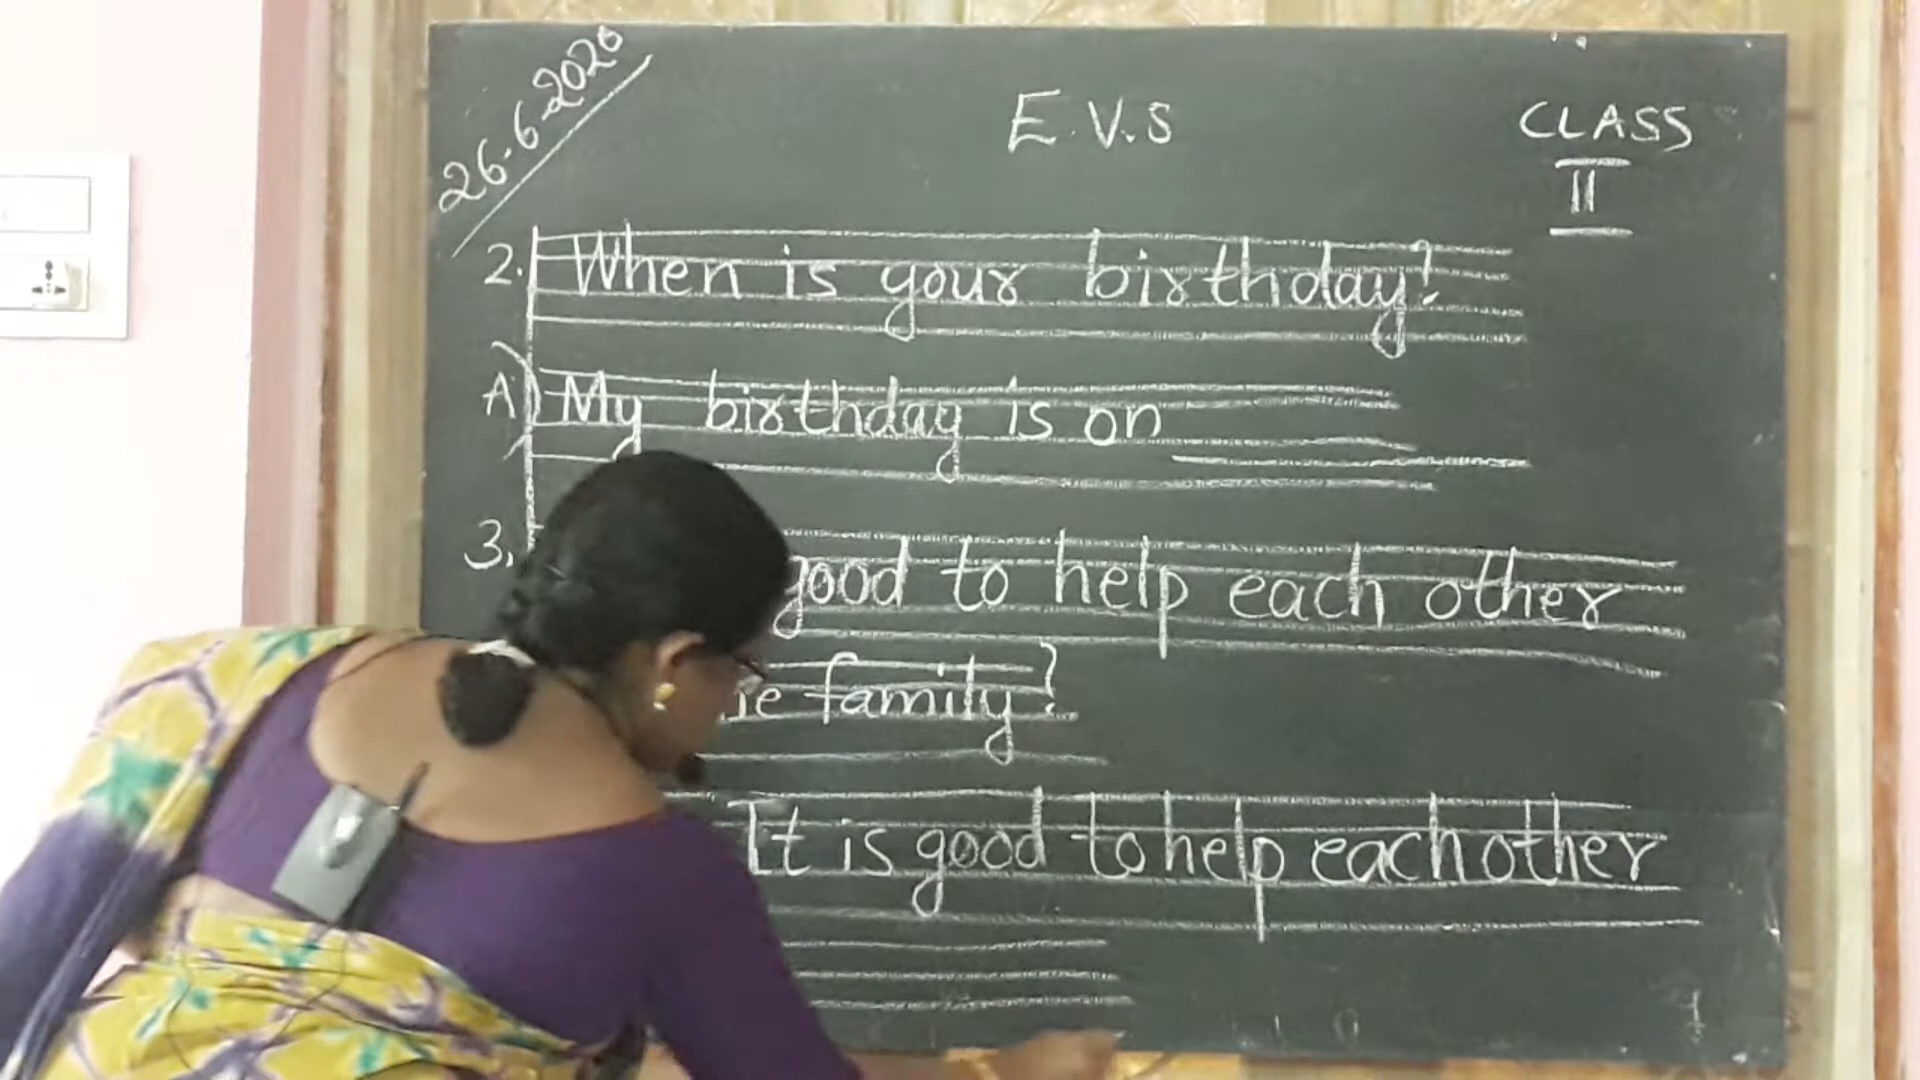 26-6-2020
E.V.S
CLASS
II
2. When is your birthday?
A) My birthday is on
3. good to help each other
family?
It is good to help each other